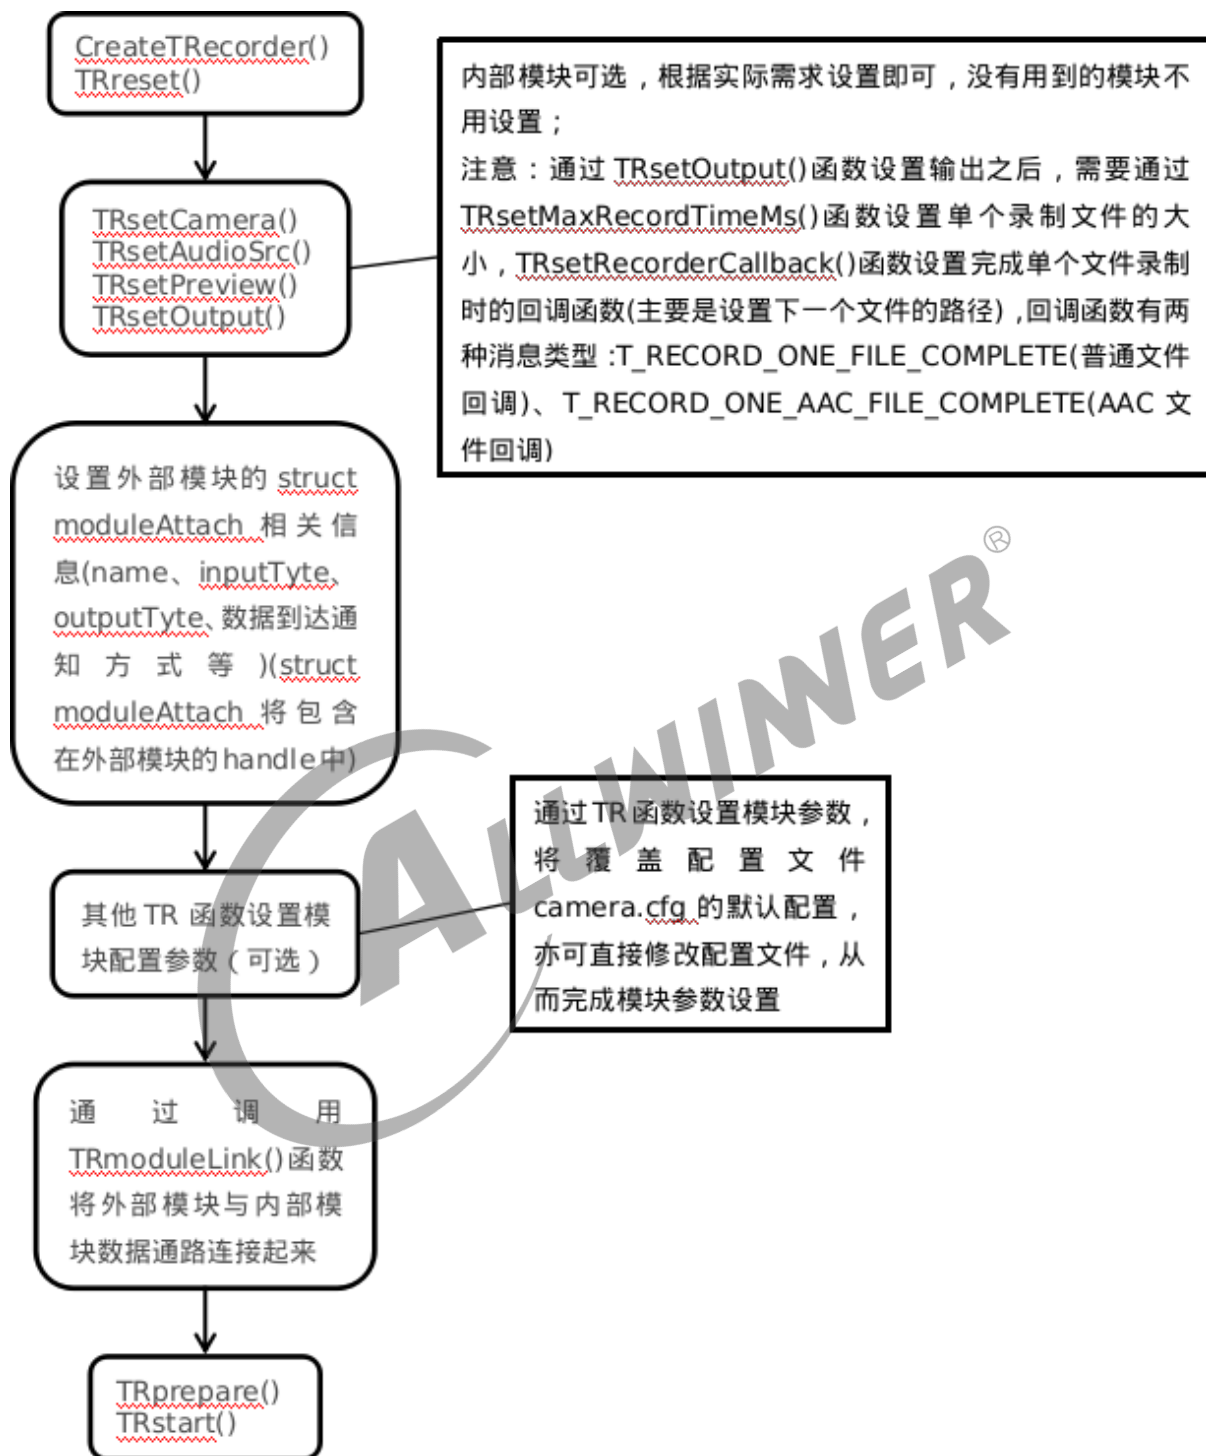 CreateTRecorder()
TRreset()
TRsetCamera()
TRsetAudioSrc()
TRsetPreview()
TRsetOutput()
内部模块可选，根据实际需求设置即可，没有用到的模块不
用设置；
注意：通过 TRsetOutput()函数设置输出之后，需要通过
TRsetMaxRecordTimeMs()函数设置单个录制文件的大
小，TRsetRecorderCallback()函数设置完成单个文件录制
时的回调函数(主要是设置下一个文件的路径)，回调函数有两
种消息类型:T_RECORD_ONE_FILE_COMPLETE(普通文件
回调)、T_RECORD_ONE_AAC_FILE_COMPLETE(AAC 文
件回调)
设置外部模块的 struct
moduleAttach 相关信
息(name、inputTyte、
outputTyte、数据到达通
知方式等)(struct
moduleAttach 将包含
在外部模块的 handle 中)
其他 TR 函数设置模
块配置参数（可选）
通过 TR 函数设置模块参数，
将覆盖配置文件
camera.cfg 的默认配置，
亦可直接修改配置文件，从
而完成模块参数设置
通过调用
TRmoduleLink()函数
将外部模块与内部模
块数据通路连接起来
TRprepare()
TRstart()
ALLWINNER®